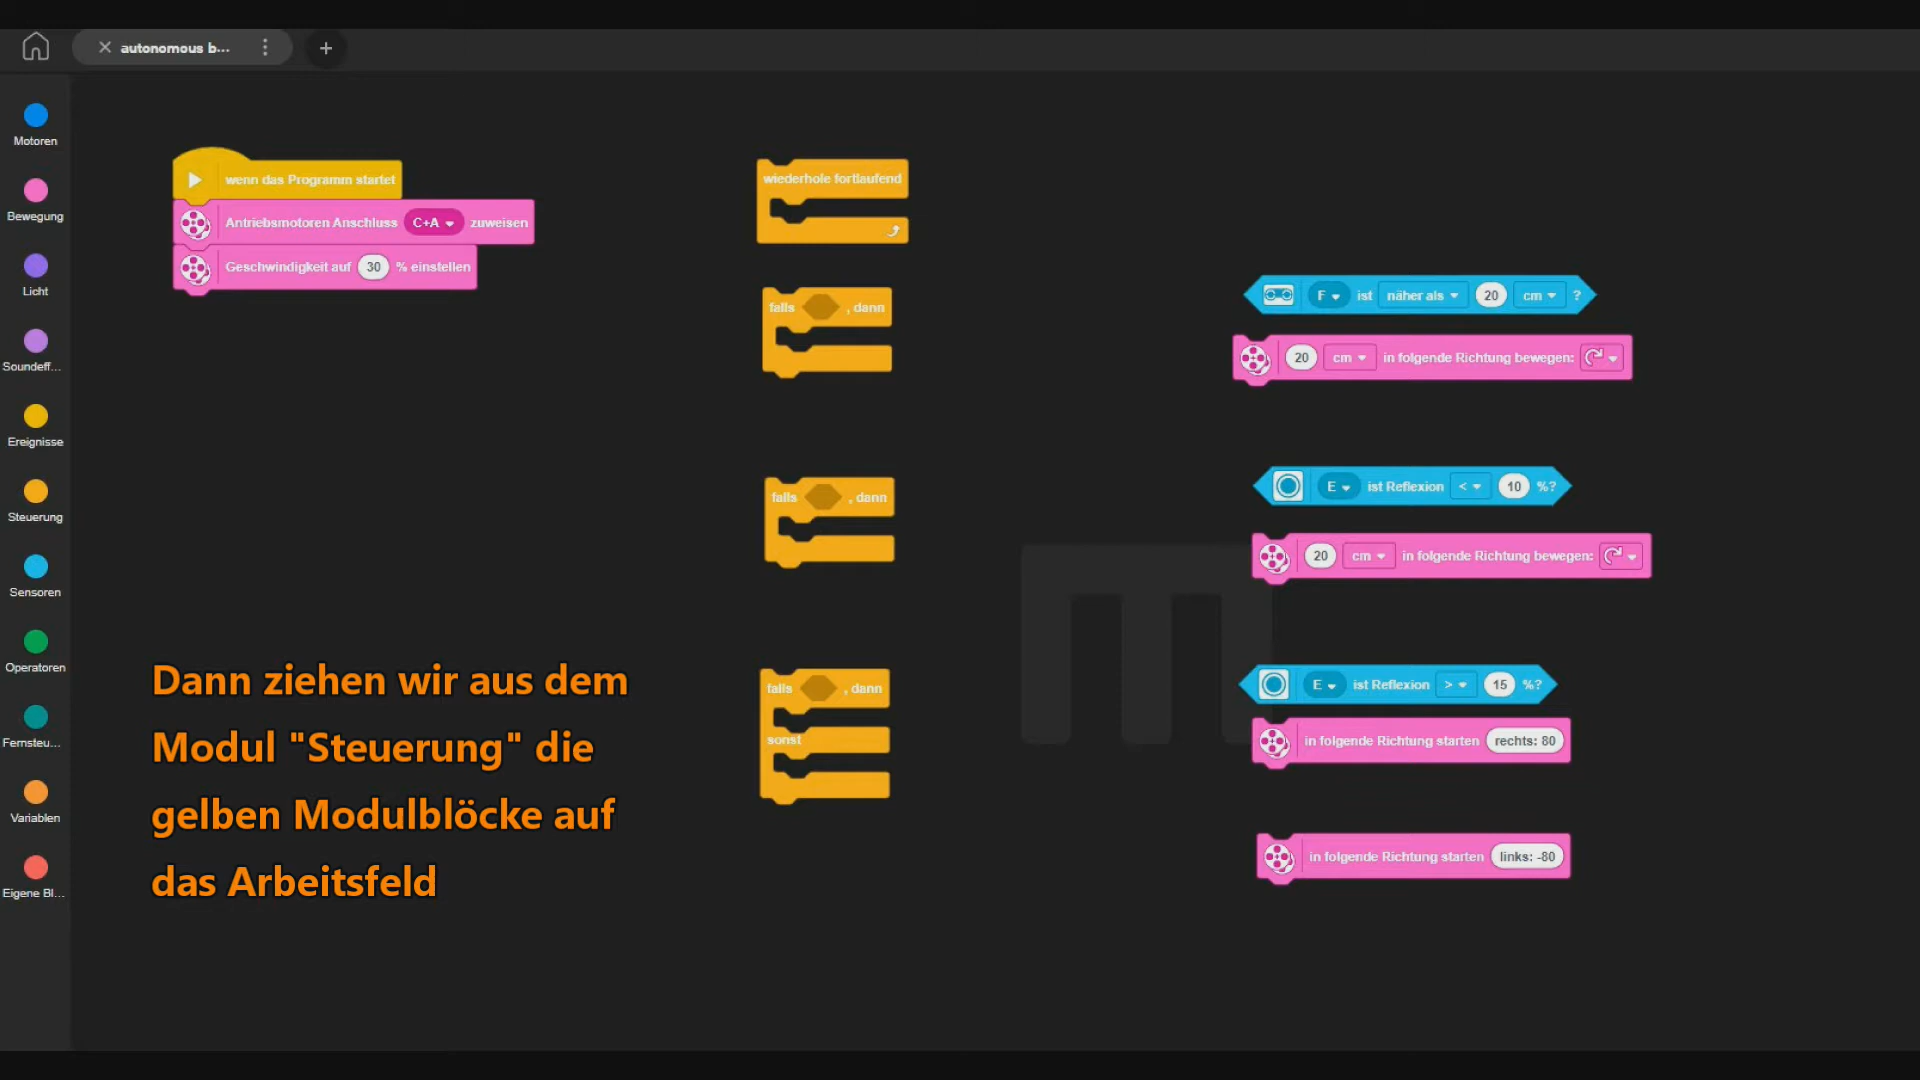 autonomous b...
Motoren
Bewegung
Licht
Soundeff...
Ereignisse
Steuerung
Sensoren
Operatoren
Fernsteu...
Variablen
Eigene Bl...
wenn das Programm startet
Antriebsmotoren Anschluss C+A zuweisen
Geschwindigkeit auf 30 % einstellen
wiederhole fortlaufend
falls , dann
falls , dann
falls , dann
sonst
F ist näher als 20 cm ?
20 cm in folgende Richtung bewegen:
E ist Reflexion < 10 %?
20 cm in folgende Richtung bewegen:
E ist Reflexion > 15 %?
in folgende Richtung starten rechts: 80
in folgende Richtung starten links: -80
Dann ziehen wir aus dem
Modul "Steuerung" die
gelben Modulblöcke auf
das Arbeitsfeld